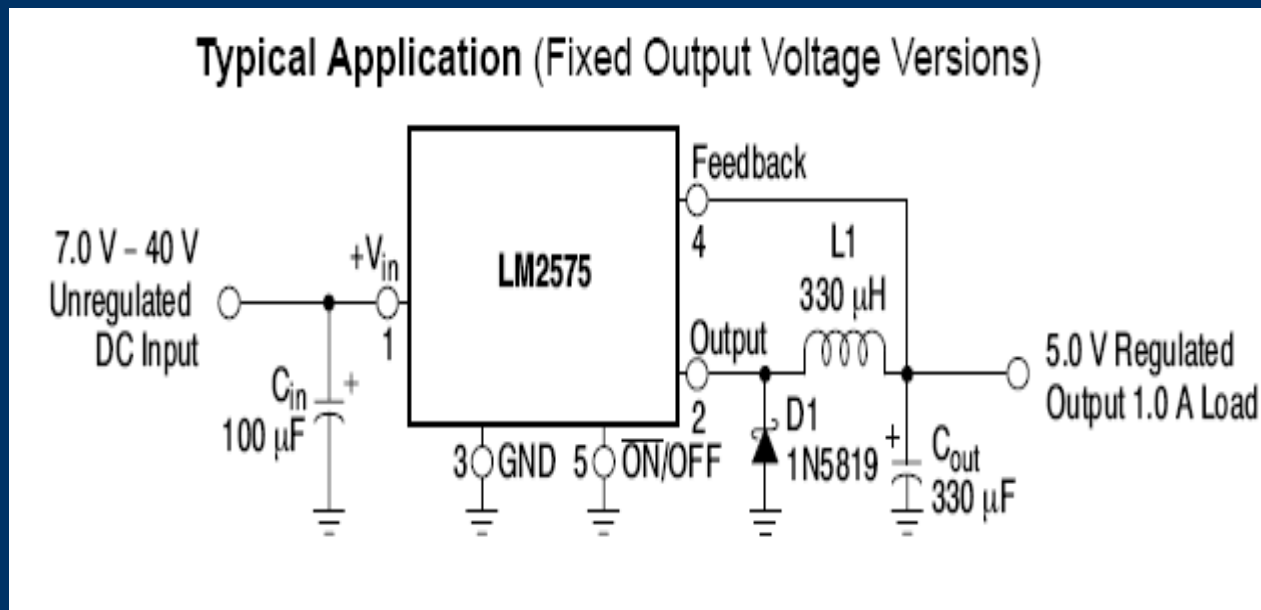 Typical Application (Fixed Output Voltage Versions)
Feedback
4
7.0 V – 40 V
Unregulated
DC Input
+Vin
1
LM2575
L1
330 μH
Output
2
5.0 V Regulated
Output 1.0 A Load
Cin
100 μF
+
3 GND
5 ON/OFF
D1
1N5819
+
Cout
330 μF